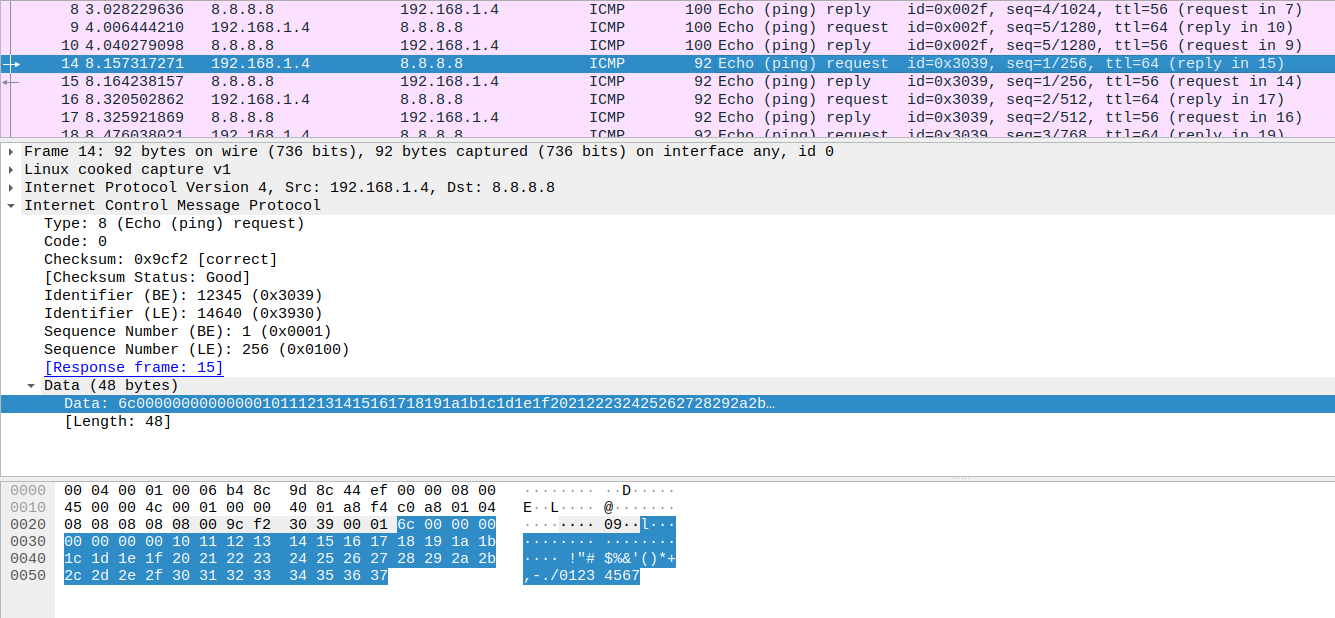 8 3.028229636 8.8.8.8 192.168.1.4 ICMP 100 Echo (ping) reply id=0x002f, seq=4/1024, ttl=56 (request in 7)
9 4.006444210 192.168.1.4 8.8.8.8 ICMP 100 Echo (ping) request id=0x002f, seq=5/1280, ttl=64 (reply in 10)
10 4.040279098 8.8.8.8 192.168.1.4 ICMP 100 Echo (ping) reply id=0x002f, seq=5/1280, ttl=56 (request in 9)
14 8.157317271 192.168.1.4 8.8.8.8 ICMP 92 Echo (ping) request id=0x3039, seq=1/256, ttl=64 (reply in 15)
15 8.164238157 8.8.8.8 192.168.1.4 ICMP 92 Echo (ping) reply id=0x3039, seq=1/256, ttl=56 (request in 14)
16 8.320502862 192.168.1.4 8.8.8.8 ICMP 92 Echo (ping) request id=0x3039, seq=2/512, ttl=64 (reply in 17)
17 8.325921869 8.8.8.8 192.168.1.4 ICMP 92 Echo (ping) reply id=0x3039, seq=2/512, ttl=56 (request in 16)
18 8.476038021 192.168.1.4 8.8.8.8 ICMP 92 Echo (ping) request id=0x3039, seq=3/768, ttl=64 (reply in 19)
Frame 14: 92 bytes on wire (736 bits), 92 bytes captured (736 bits) on interface any, id 0
Linux cooked capture v1
Internet Protocol Version 4, Src: 192.168.1.4, Dst: 8.8.8.8
Internet Control Message Protocol
Type: 8 (Echo (ping) request)
Code: 0
Checksum: 0x9cf2 [correct]
[Checksum Status: Good]
Identifier (BE): 12345 (0x3039)
Identifier (LE): 14640 (0x3930)
Sequence Number (BE): 1 (0x0001)
Sequence Number (LE): 256 (0x0100)
[Response frame: 15]
Data (48 bytes)
Data: 6c00000000000000101112131415161718191a1b1c1d1e1f202122232425262728292a2b…
[Length: 48]
0000 00 04 00 01 00 06 b4 8c 9d 8c 44 ef 00 00 08 00 ········ ··D·····
0010 45 00 00 4c 00 01 00 00 40 01 a8 f4 c0 a8 01 04 E··L···· @·······
0020 08 08 08 08 08 00 9c f2 30 39 00 01 6c 00 00 00 ········ 09··l···
0030 00 00 00 00 10 11 12 13 14 15 16 17 18 19 1a 1b ········ ········
0040 1c 1d 1e 1f 20 21 22 23 24 25 26 27 28 29 2a 2b ···· !"# $%&'()*+
0050 2c 2d 2e 2f 30 31 32 33 34 35 36 37 ,-./0123 4567